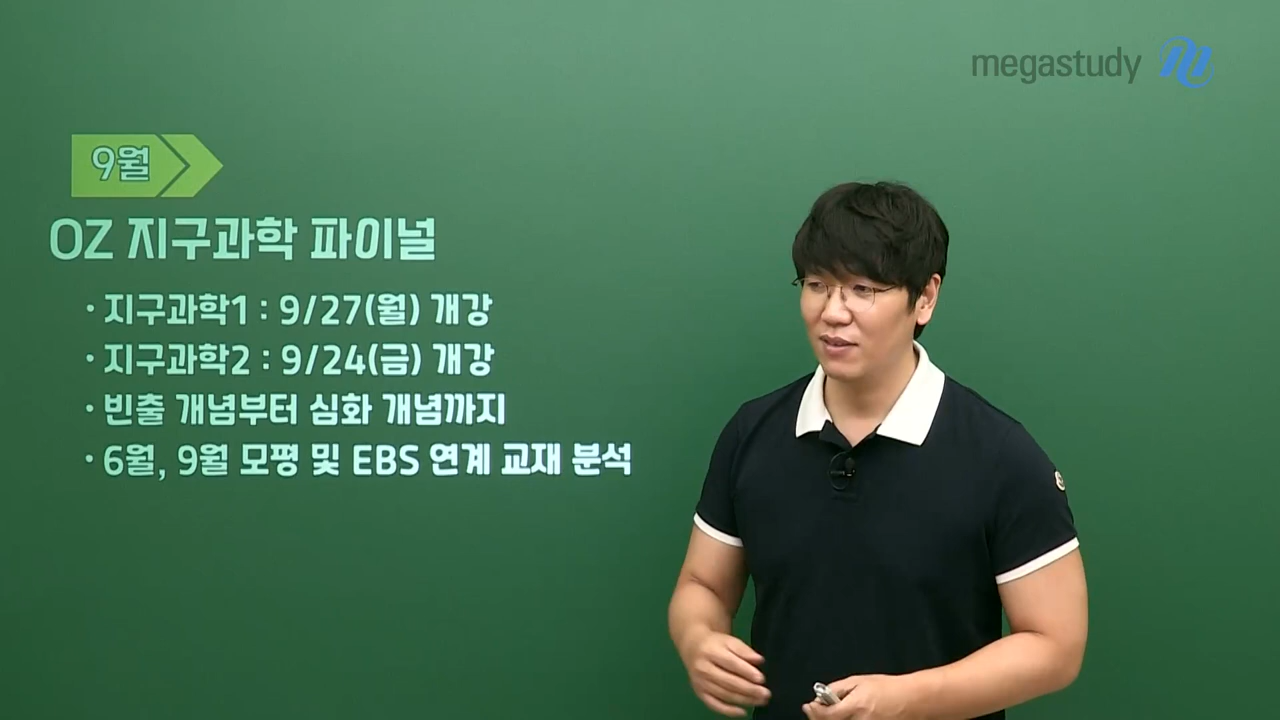 megastudy
9월
OZ 지구과학 파이널
· 지구과학1 : 9/27(월) 개강
· 지구과학2 : 9/24(금) 개강
· 빈출 개념부터 심화 개념까지
· 6월, 9월 모평 및 EBS 연계 교재 분석